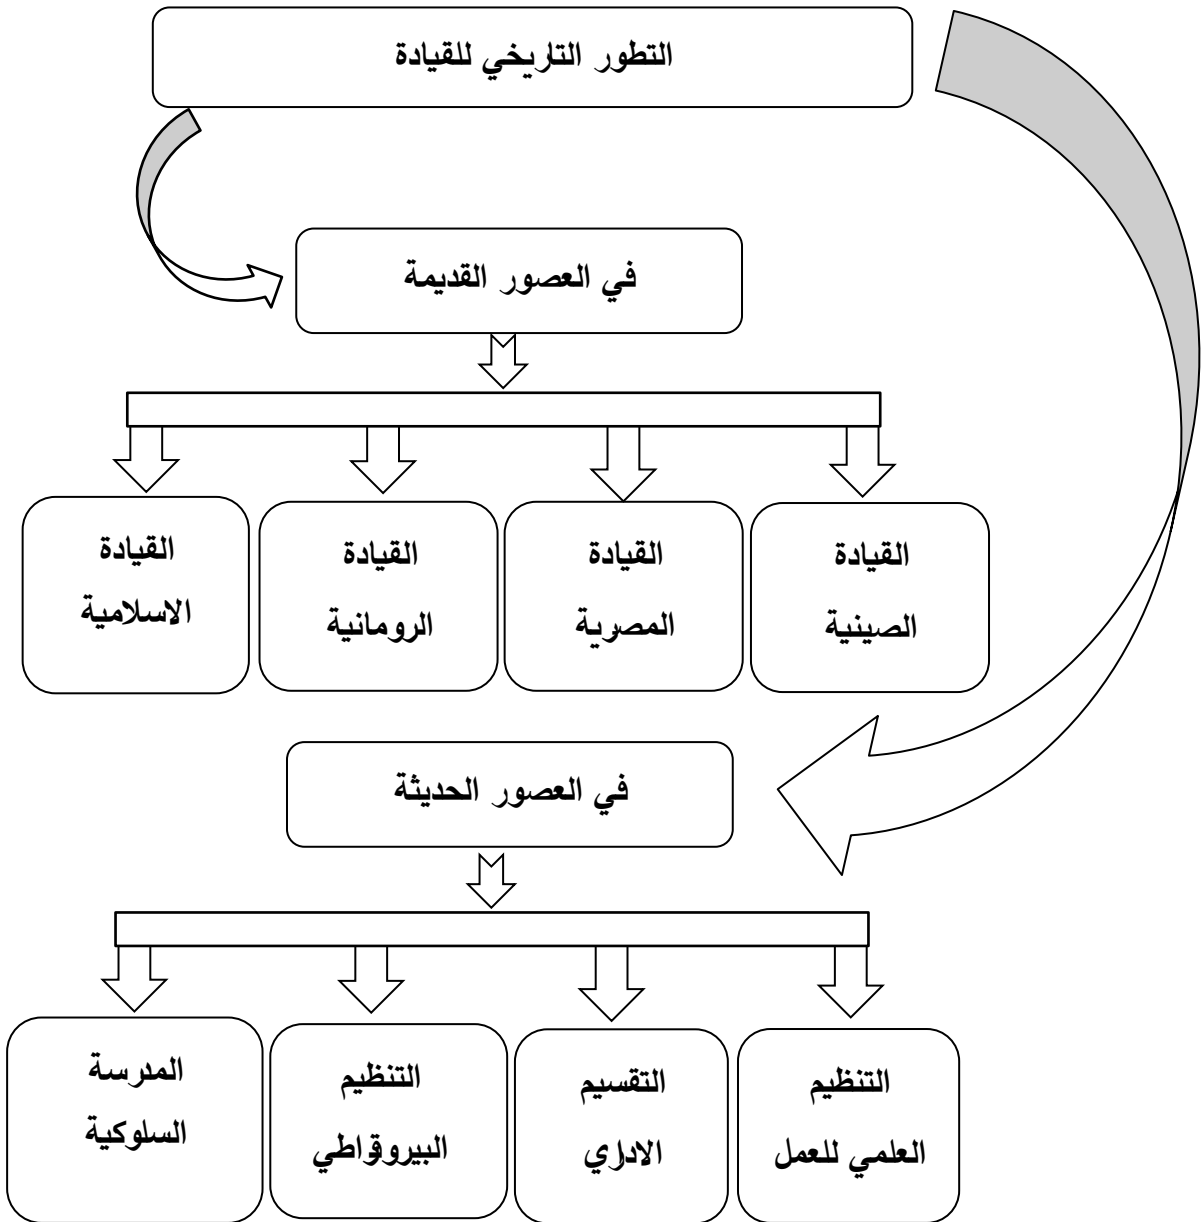 التطور التاريخي للقيادة
في العصور القديمة
القيادة
الصينية
القيادة
المصرية
القيادة
الرومانية
القيادة
الاسلامية
في العصور الحديثة
التنظيم
العلمي للعمل
التقسيم
الاداري
التنظيم
البيروقراطي
المدرسة
السلوكية